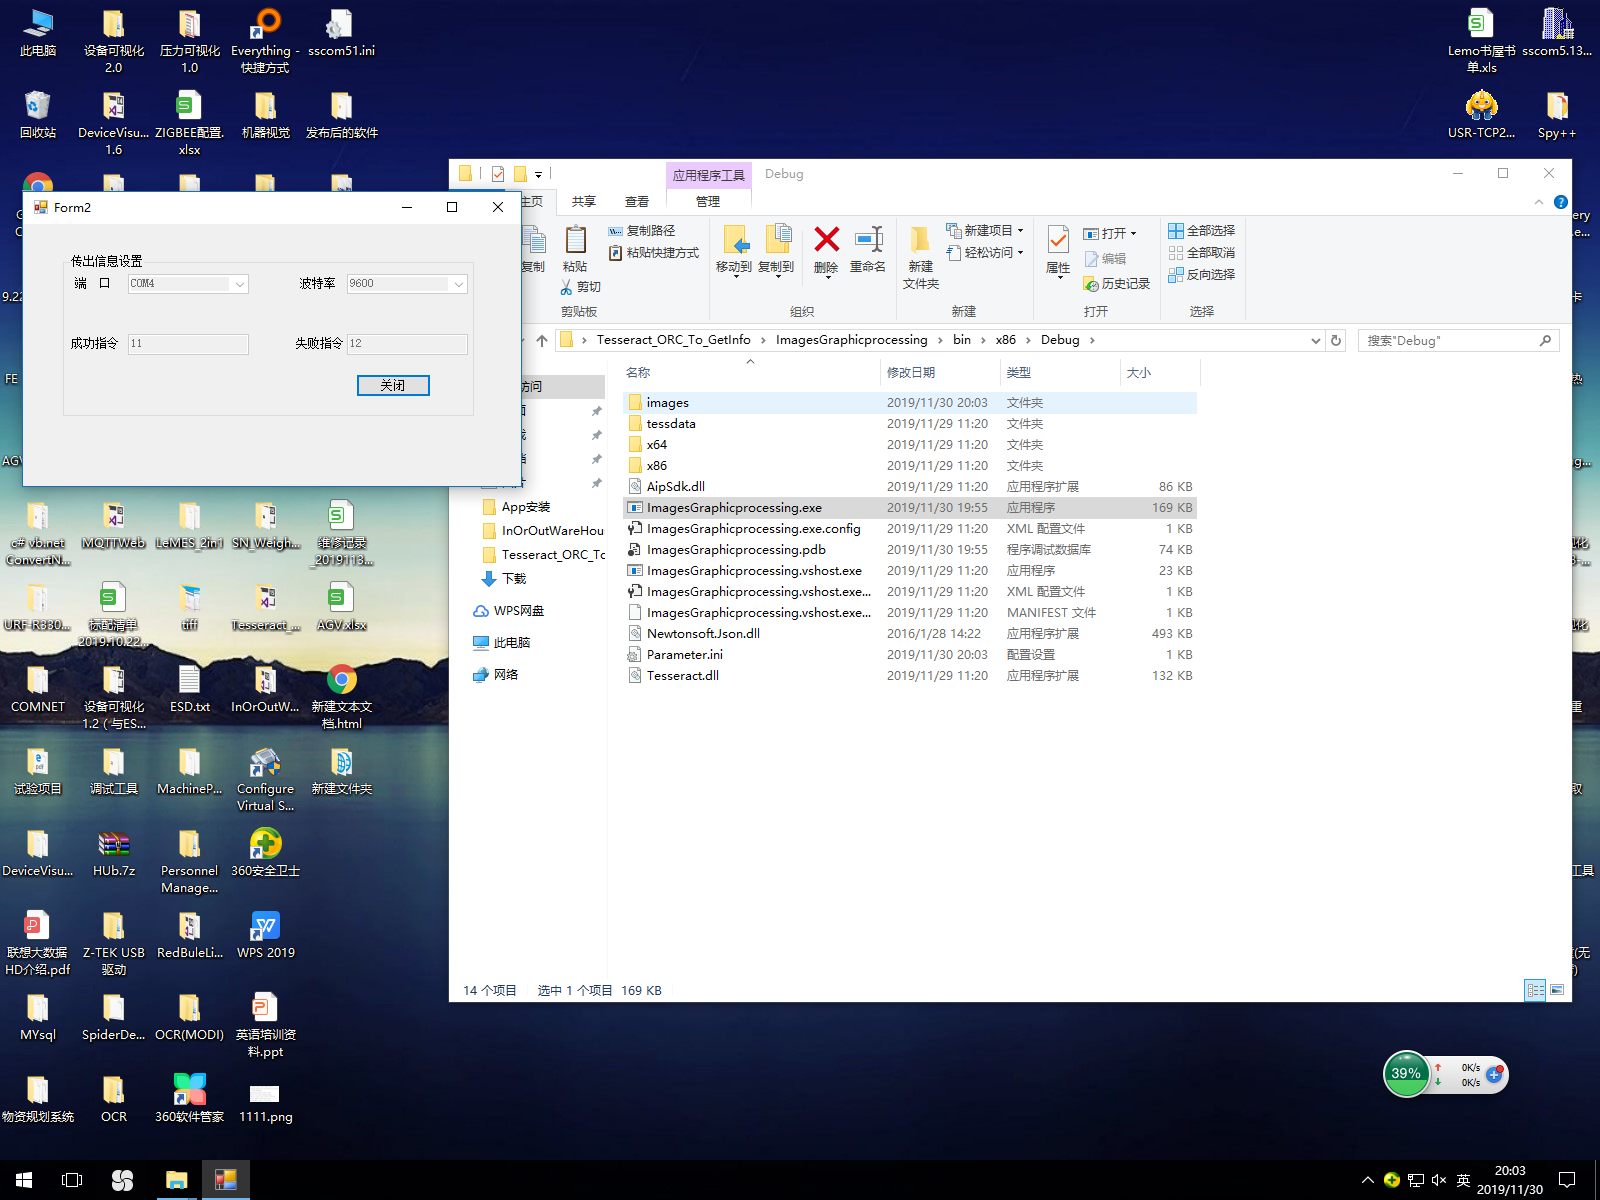 此电脑
设备可视化
2.0
压力可视化
1.0
Everything -
快捷方式
sscom51.ini
Lemo书屋书
单.xls
sscom5.13...
回收站
DeviceVisu...
1.6
ZIGBEE配置.
xlsx
机器视觉
发布后的软件
USR-TCP2...
Spy++
Form2
传出信息设置
端 口
COM4
波特率
9600
成功指令
11
失败指令
12
关闭
应用程序工具
Debug
主页
共享
查看
管理
复制
粘贴
复制路径
粘贴快捷方式
剪切
剪贴板
移动到
复制到
删除
重命名
组织
新建
文件夹
新建项目
轻松访问
新建
属性
打开
编辑
历史记录
打开
全部选择
全部取消
反向选择
选择
Tesseract_ORC_To_GetInfo
ImagesGraphicprocessing
bin
x86
Debug
搜索"Debug"
名称
修改日期
类型
大小
images 2019/11/30 20:03 文件夹
tessdata 2019/11/29 11:20 文件夹
x64 2019/11/29 11:20 文件夹
x86 2019/11/29 11:20 文件夹
AipSdk.dll 2019/11/29 11:20 应用程序扩展 86 KB
ImagesGraphicprocessing.exe 2019/11/30 19:55 应用程序 169 KB
ImagesGraphicprocessing.exe.config 2019/11/29 11:20 XML 配置文件 1 KB
ImagesGraphicprocessing.pdb 2019/11/30 19:55 程序调试数据库 74 KB
ImagesGraphicprocessing.vshost.exe 2019/11/29 11:20 应用程序 23 KB
ImagesGraphicprocessing.vshost.exe... 2019/11/29 11:20 XML 配置文件 1 KB
ImagesGraphicprocessing.vshost.exe... 2019/11/29 11:20 MANIFEST 文件 1 KB
Newtonsoft.Json.dll 2016/1/28 14:22 应用程序扩展 493 KB
Parameter.ini 2019/11/30 20:03 配置设置 1 KB
Tesseract.dll 2019/11/29 11:20 应用程序扩展 132 KB
访问
App安装
InOrOutWareHou
Tesseract_ORC_Tc
下载
WPS网盘
此电脑
网络
14 个项目
选中 1 个项目 169 KB
9.22
FE
AGV
c# vb.net
ConvertN...
MQTTWeb
LeMES_2in1
SN_Weigh...
维修记录
_2019113...
URF-R330...
标配清单
2019.10.22...
tiff
Tesseract_...
AGV.xlsx
COMNET
设备可视化
1.2（与ES...
ESD.txt
InOrOutW...
新建文本文
档.html
试验项目
调试工具
MachineP...
Configure
Virtual S...
新建文件夹
DeviceVisu...
HUb.7z
Personnel
Manage...
360安全卫士
联想大数据
HD介绍.pdf
Z-TEK USB
驱动
RedBuleLi...
WPS 2019
MYsql
SpiderDe...
OCR(MODI)
英语培训资
料.ppt
物资规划系统
OCR
360软件管家
1111.png
工具
39%
0K/s
0K/s
英
20:03
2019/11/30